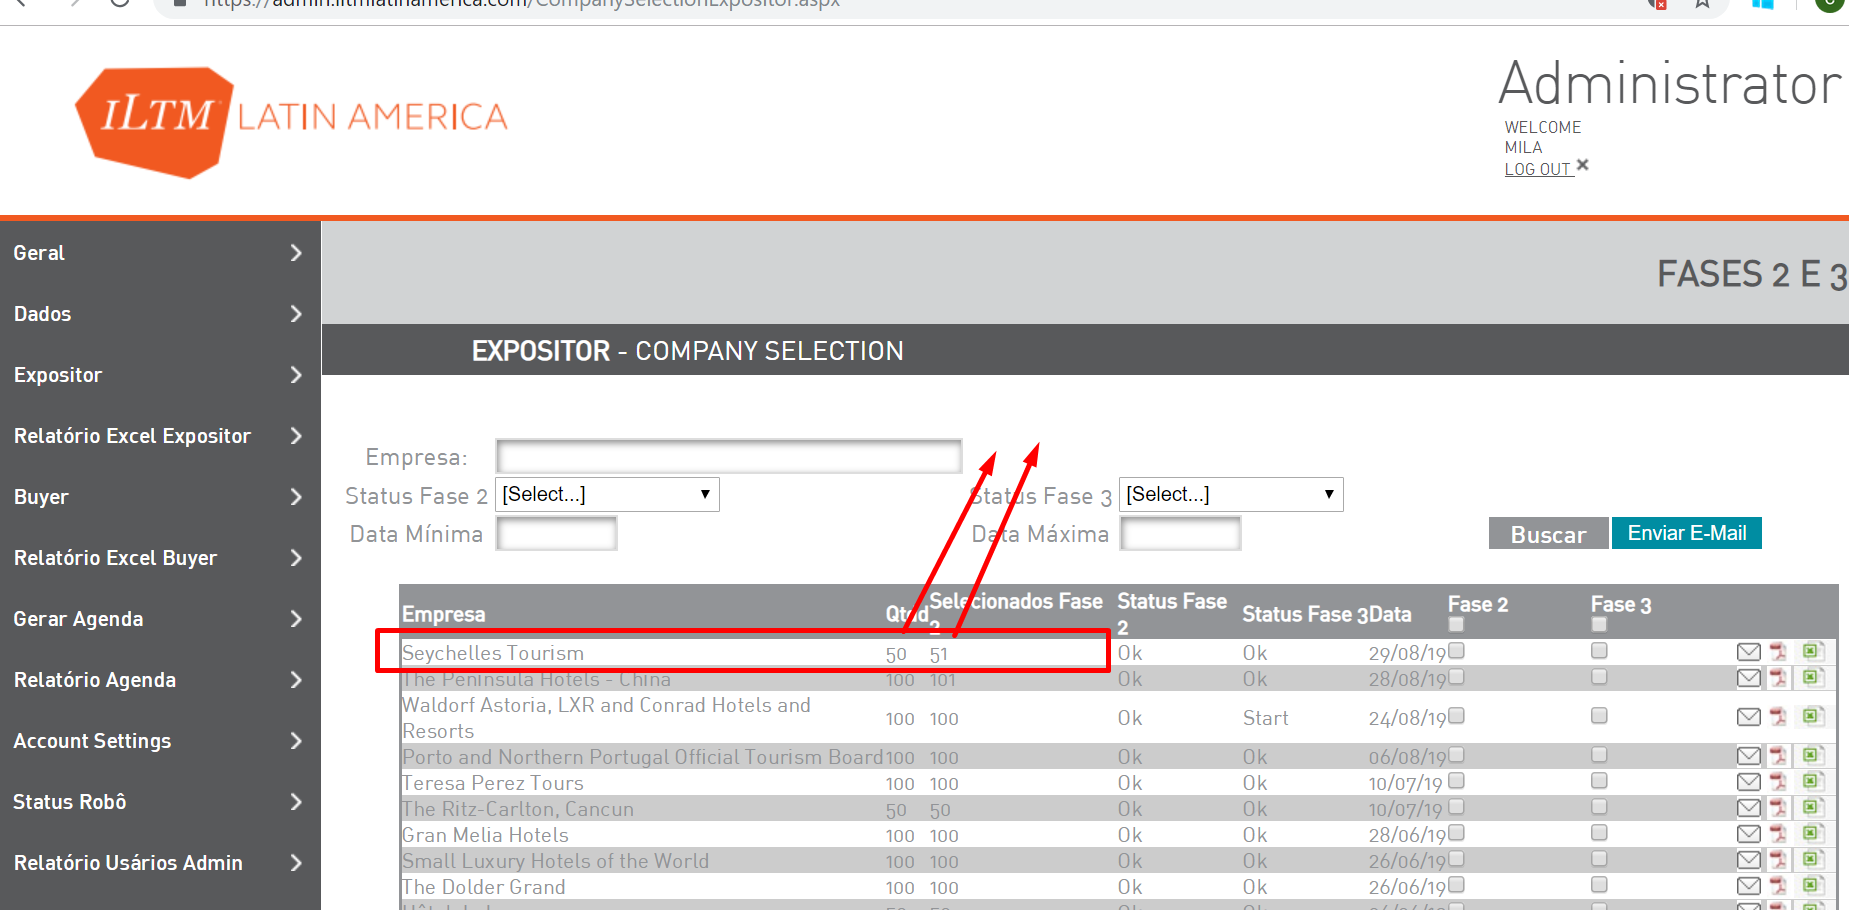 https://admin.iltmlatinamerica.com/CompanySelectionExpositor.aspx
ILTM LATIN AMERICA
Administrator
WELCOME
MILA
LOG OUT ×
Geral
Dados
Expositor
Relatório Excel Expositor
Buyer
Relatório Excel Buyer
Gerar Agenda
Relatório Agenda
Account Settings
Status Robô
Relatório Usários Admin
FASES 2 E 3
EXPOSITOR - COMPANY SELECTION
Empresa:
Status Fase 2 [Select...] Status Fase 3 [Select...]
Data Mínima Data Máxima Buscar Enviar E-Mail
Empresa Qtdd Selecionados Fase 2 Status Fase 2 Status Fase 3 Data Fase 2 Fase 3
Seychelles Tourism 50 51 Ok Ok 29/08/19
The Peninsula Hotels - China 100 101 Ok Ok 28/08/19
Waldorf Astoria, LXR and Conrad Hotels and
Resorts 100 100 Ok Start 24/08/19
Porto and Northern Portugal Official Tourism Board 100 100 Ok Ok 06/08/19
Teresa Perez Tours 100 100 Ok Ok 10/07/19
The Ritz-Carlton, Cancun 50 50 Ok Ok 10/07/19
Gran Melia Hotels 100 100 Ok Ok 28/06/19
Small Luxury Hotels of the World 100 100 Ok Ok 26/06/19
The Dolder Grand 100 100 Ok Ok 26/06/19